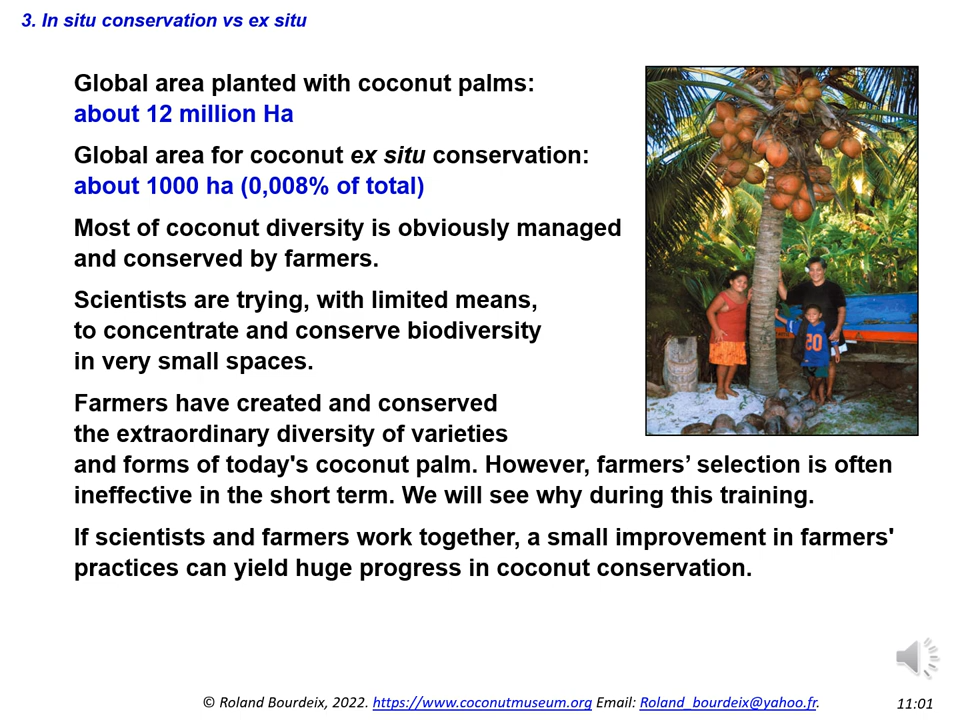 3. In situ conservation vs ex situ
Global area planted with coconut palms:
about 12 million Ha
Global area for coconut ex situ conservation:
about 1000 ha (0,008% of total)
Most of coconut diversity is obviously managed
and conserved by farmers.
Scientists are trying, with limited means,
to concentrate and conserve biodiversity
in very small spaces.
Farmers have created and conserved
the extraordinary diversity of varieties
and forms of today's coconut palm. However, farmers’ selection is often
ineffective in the short term. We will see why during this training.
If scientists and farmers work together, a small improvement in farmers'
practices can yield huge progress in coconut conservation.
20
© Roland Bourdeix, 2022. https://www.coconutmuseum.org Email: Roland_bourdeix@yahoo.fr.
11:01